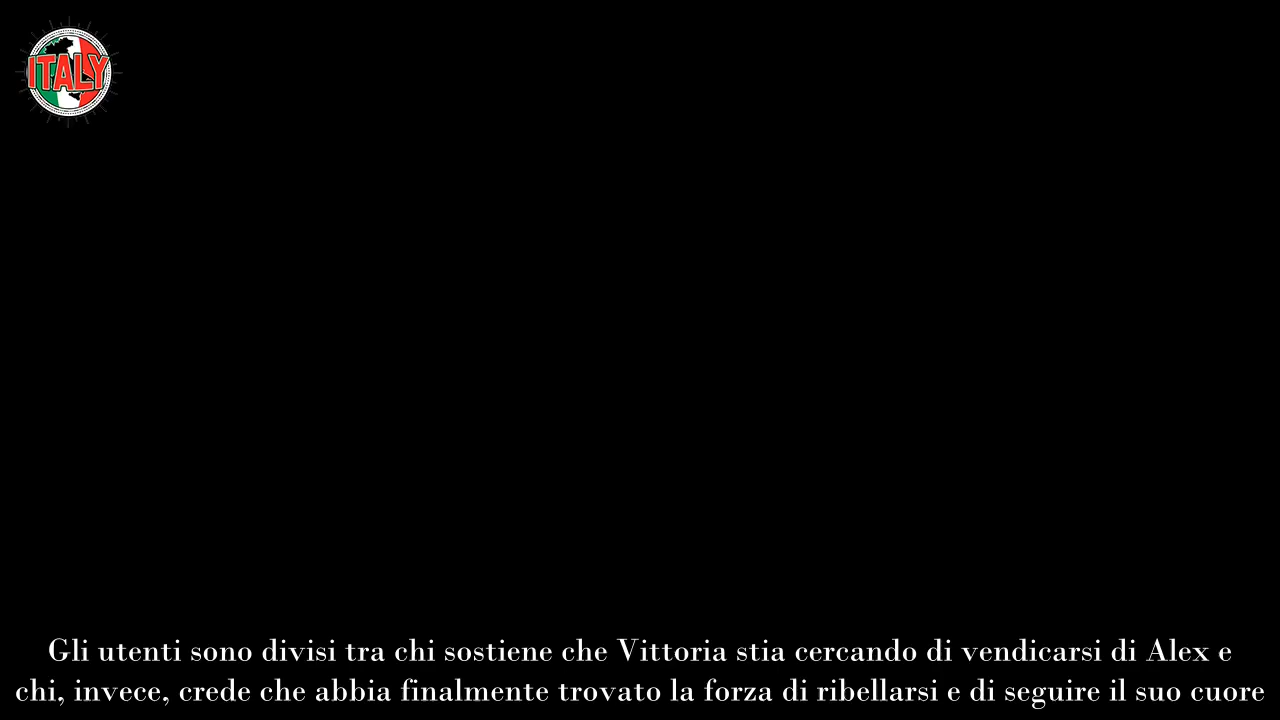 ITALY
Gli utenti sono divisi tra chi sostiene che Vittoria stia cercando di vendicarsi di Alex e
chi, invece, crede che abbia finalmente trovato la forza di ribellarsi e di seguire il suo cuore